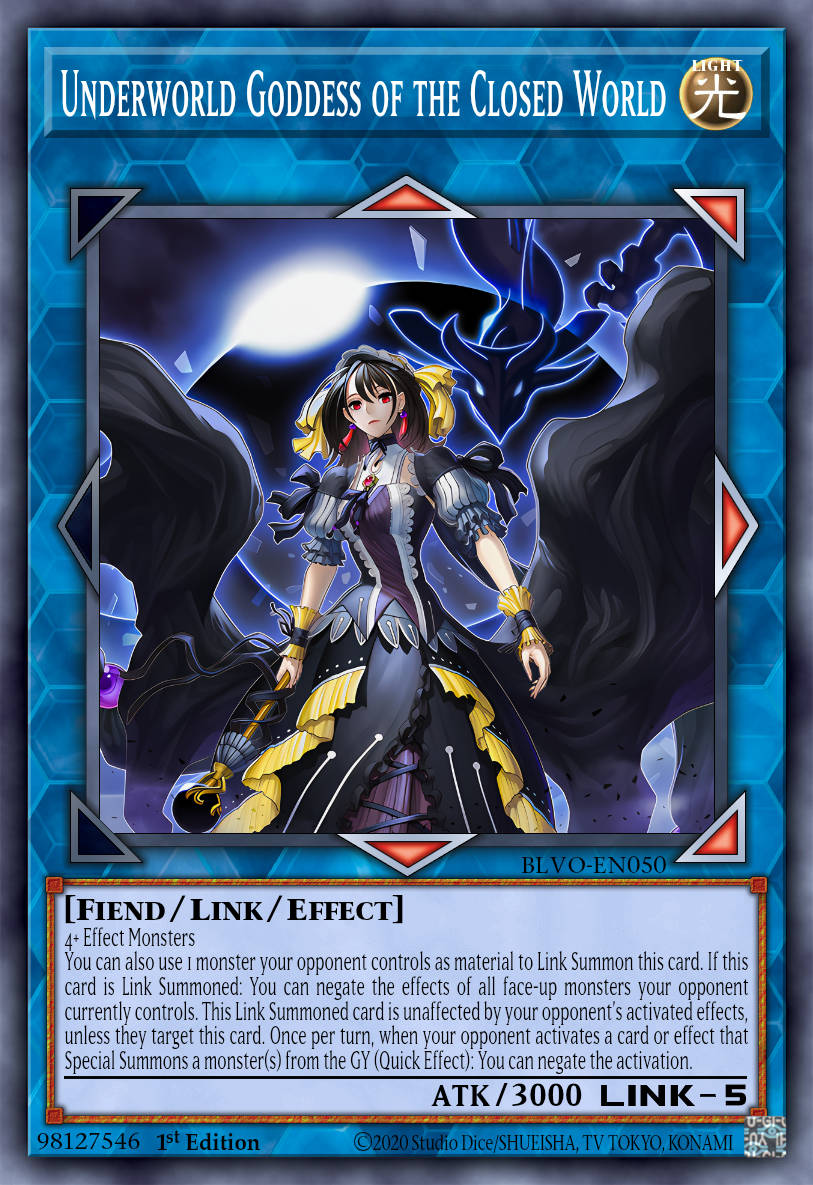 Underworld Goddess of the Closed World
LIGHT
光
BLVO-EN050
[Fiend/Link/Effect]
4+ Effect Monsters
You can also use 1 monster your opponent controls as material to Link Summon this card. If this
card is Link Summoned: You can negate the effects of all face-up monsters your opponent
currently controls. This Link Summoned card is unaffected by your opponent's activated effects,
unless they target this card. Once per turn, when your opponent activates a card or effect that
Special Summons a monster(s) from the GY (Quick Effect): You can negate the activation.
ATK/3000 LINK-5
98127546 1st Edition ©2020 Studio Dice/SHUEISHA, TV TOKYO, KONAMI